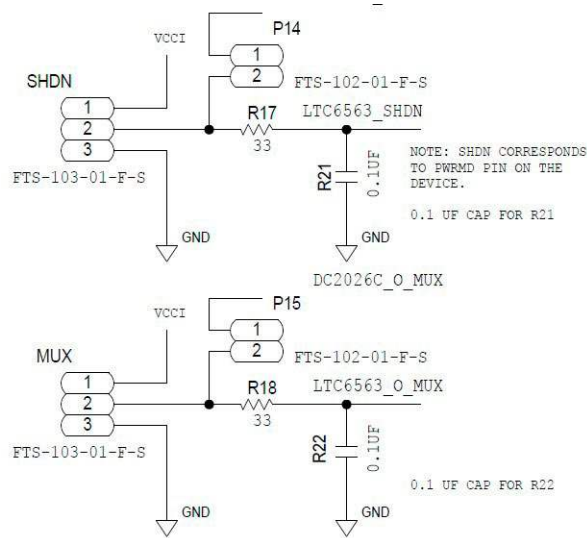 P14
VCCI
1
2
SHDN
FTS-102-01-F-S
1
2
3
R17
33
LTC6563_SHDN
FTS-103-01-F-S
R21
0.1UF
NOTE: SHDN CORRESPONDS
TO PWRMD PIN ON THE
DEVICE.
0.1 UF CAP FOR R21
GND
GND
DC2026C_O_MUX
P15
VCCI
1
2
MUX
FTS-102-01-F-S
1
2
3
R18
33
LTC6563_O_MUX
FTS-103-01-F-S
R22
0.1UF
0.1 UF CAP FOR R22
GND
GND